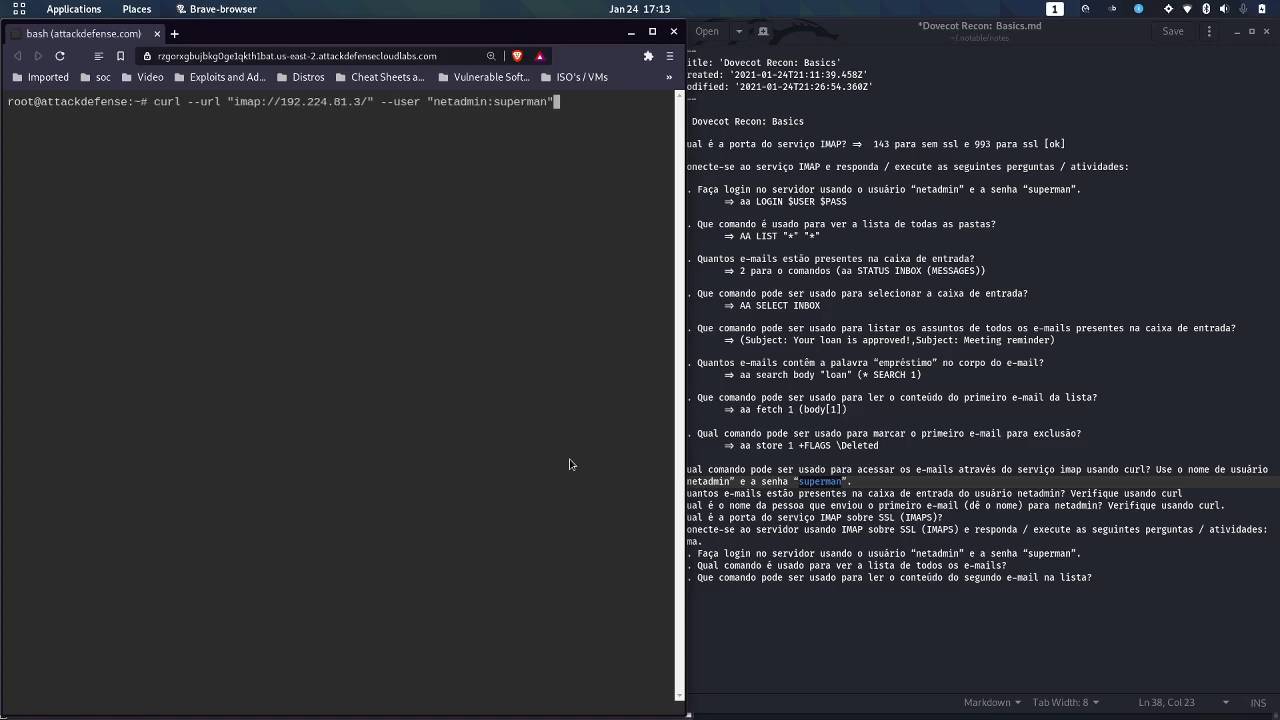 Applications Places Brave-browser Jan 24 17:13 1
bash (attackdefense.com)
rzgorxgbujbkg0ge1qkth1bat.us-east-2.attackdefensecloudlabs.com
Imported soc Video Exploits and Ad... Distros Cheat Sheets a... Vulnerable Soft... ISO's / VMs »
root@attackdefense:~# curl --url "imap://192.224.81.3/" --user "netadmin:superman"
Open *Dovecot Recon: Basics.md Save
~/.notable/notes
--
itle: 'Dovecot Recon: Basics'
reated: '2021-01-24T21:11:39.458Z'
odified: '2021-01-24T21:26:54.360Z'
--
Dovecot Recon: Basics
ual é a porta do serviço IMAP? ⇒ 143 para sem ssl e 993 para ssl [ok]
onecte-se ao serviço IMAP e responda / execute as seguintes perguntas / atividades:
. Faça login no servidor usando o usuário “netadmin” e a senha “superman”.
⇒ aa LOGIN $USER $PASS
. Que comando é usado para ver a lista de todas as pastas?
⇒ AA LIST "*" "*"
. Quantos e-mails estão presentes na caixa de entrada?
⇒ 2 para o comandos (aa STATUS INBOX (MESSAGES))
. Que comando pode ser usado para selecionar a caixa de entrada?
⇒ AA SELECT INBOX
. Que comando pode ser usado para listar os assuntos de todos os e-mails presentes na caixa de entrada?
⇒ (Subject: Your loan is approved!,Subject: Meeting reminder)
. Quantos e-mails contêm a palavra “empréstimo” no corpo do e-mail?
⇒ aa search body "loan" (* SEARCH 1)
. Que comando pode ser usado para ler o conteúdo do primeiro e-mail da lista?
⇒ aa fetch 1 (body[1])
. Qual comando pode ser usado para marcar o primeiro e-mail para exclusão?
⇒ aa store 1 +FLAGS \Deleted
ual comando pode ser usado para acessar os e-mails através do serviço imap usando curl? Use o nome de usuário
netadmin” e a senha “superman”.
uantos e-mails estão presentes na caixa de entrada do usuário netadmin? Verifique usando curl
ual é o nome da pessoa que enviou o primeiro e-mail (dê o nome) para netadmin? Verifique usando curl.
ual é a porta do serviço IMAP sobre SSL (IMAPS)?
onecte-se ao servidor usando IMAP sobre SSL (IMAPS) e responda / execute as seguintes perguntas / atividades:
ma.
. Faça login no servidor usando o usuário “netadmin” e a senha “superman”.
. Qual comando é usado para ver a lista de todos os e-mails?
. Que comando pode ser usado para ler o conteúdo do segundo e-mail na lista?
Markdown Tab Width: 8 Ln 38, Col 23 INS